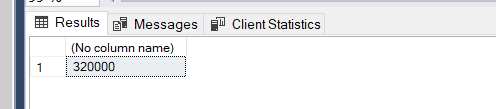 Results Messages Client Statistics
(No column name)
1 320000